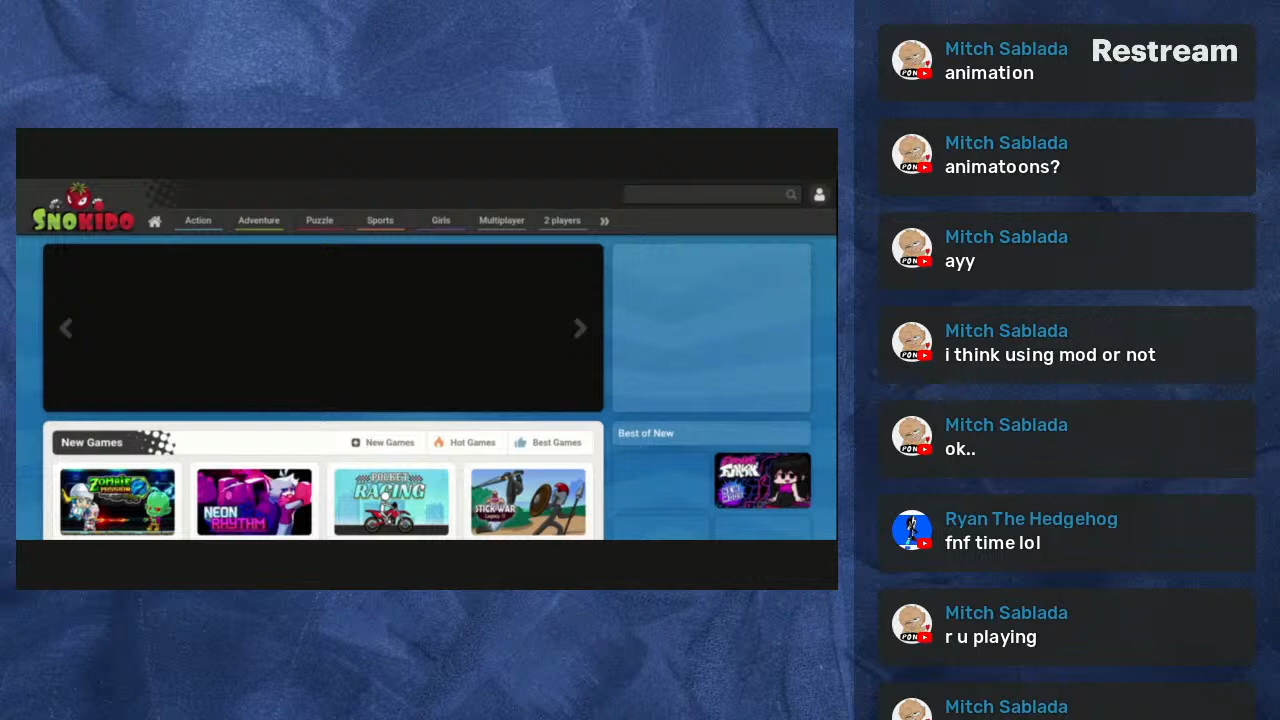 SNOKIDO
Action Adventure Puzzle Sports Girls Multiplayer 2 players
New Games
New Games Hot Games Best Games
Best of New
ZOMBIE
MISSION
NEON
RHYTHM
POCKET
RACING
STICK WAR
Restream
Mitch Sablada
animation
Mitch Sablada
animatoons?
Mitch Sablada
ayy
Mitch Sablada
i think using mod or not
Mitch Sablada
ok..
Ryan The Hedgehog
fnf time lol
Mitch Sablada
r u playing
Mitch Sablada